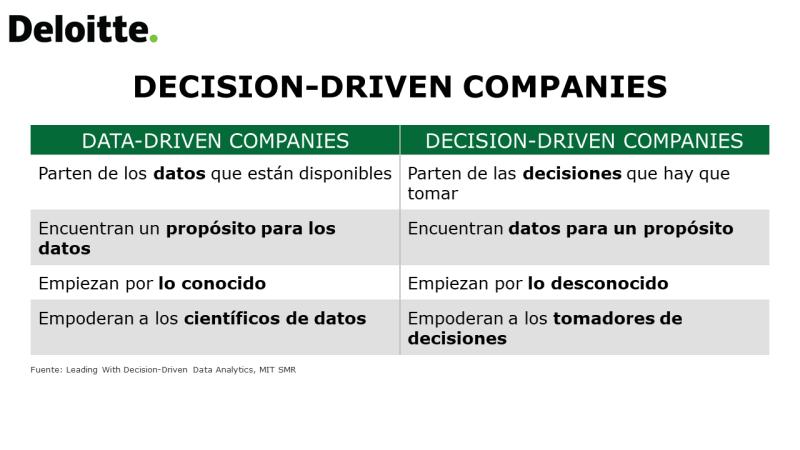 Deloitte.
DECISION-DRIVEN COMPANIES
DATA-DRIVEN COMPANIES
DECISION-DRIVEN COMPANIES
Parten de los datos que están disponibles
Parten de las decisiones que hay que
tomar
Encuentran un propósito para los
datos
Encuentran datos para un propósito
Empiezan por lo conocido
Empiezan por lo desconocido
Empoderan a los científicos de datos
Empoderan a los tomadores de
decisiones
Fuente: Leading With Decision-Driven Data Analytics, MIT SMR